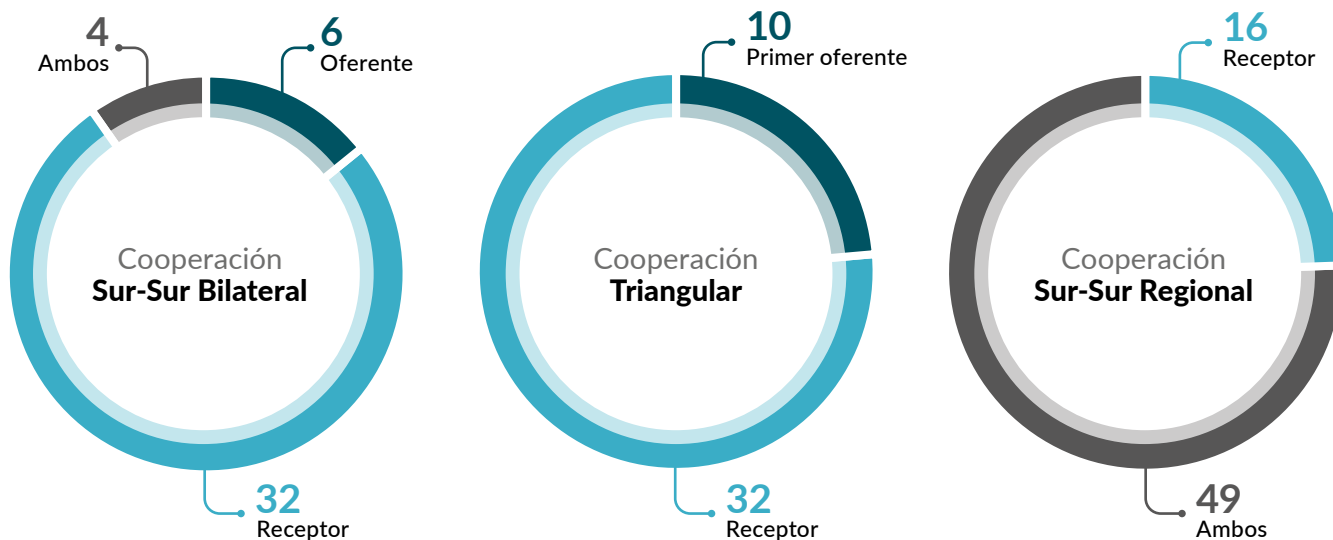 4
Ambos
6
Oferente
Cooperación
Sur-Sur Bilateral
32
Receptor
10
Primer oferente
Cooperación
Triangular
32
Receptor
16
Receptor
Cooperación
Sur-Sur Regional
49
Ambos